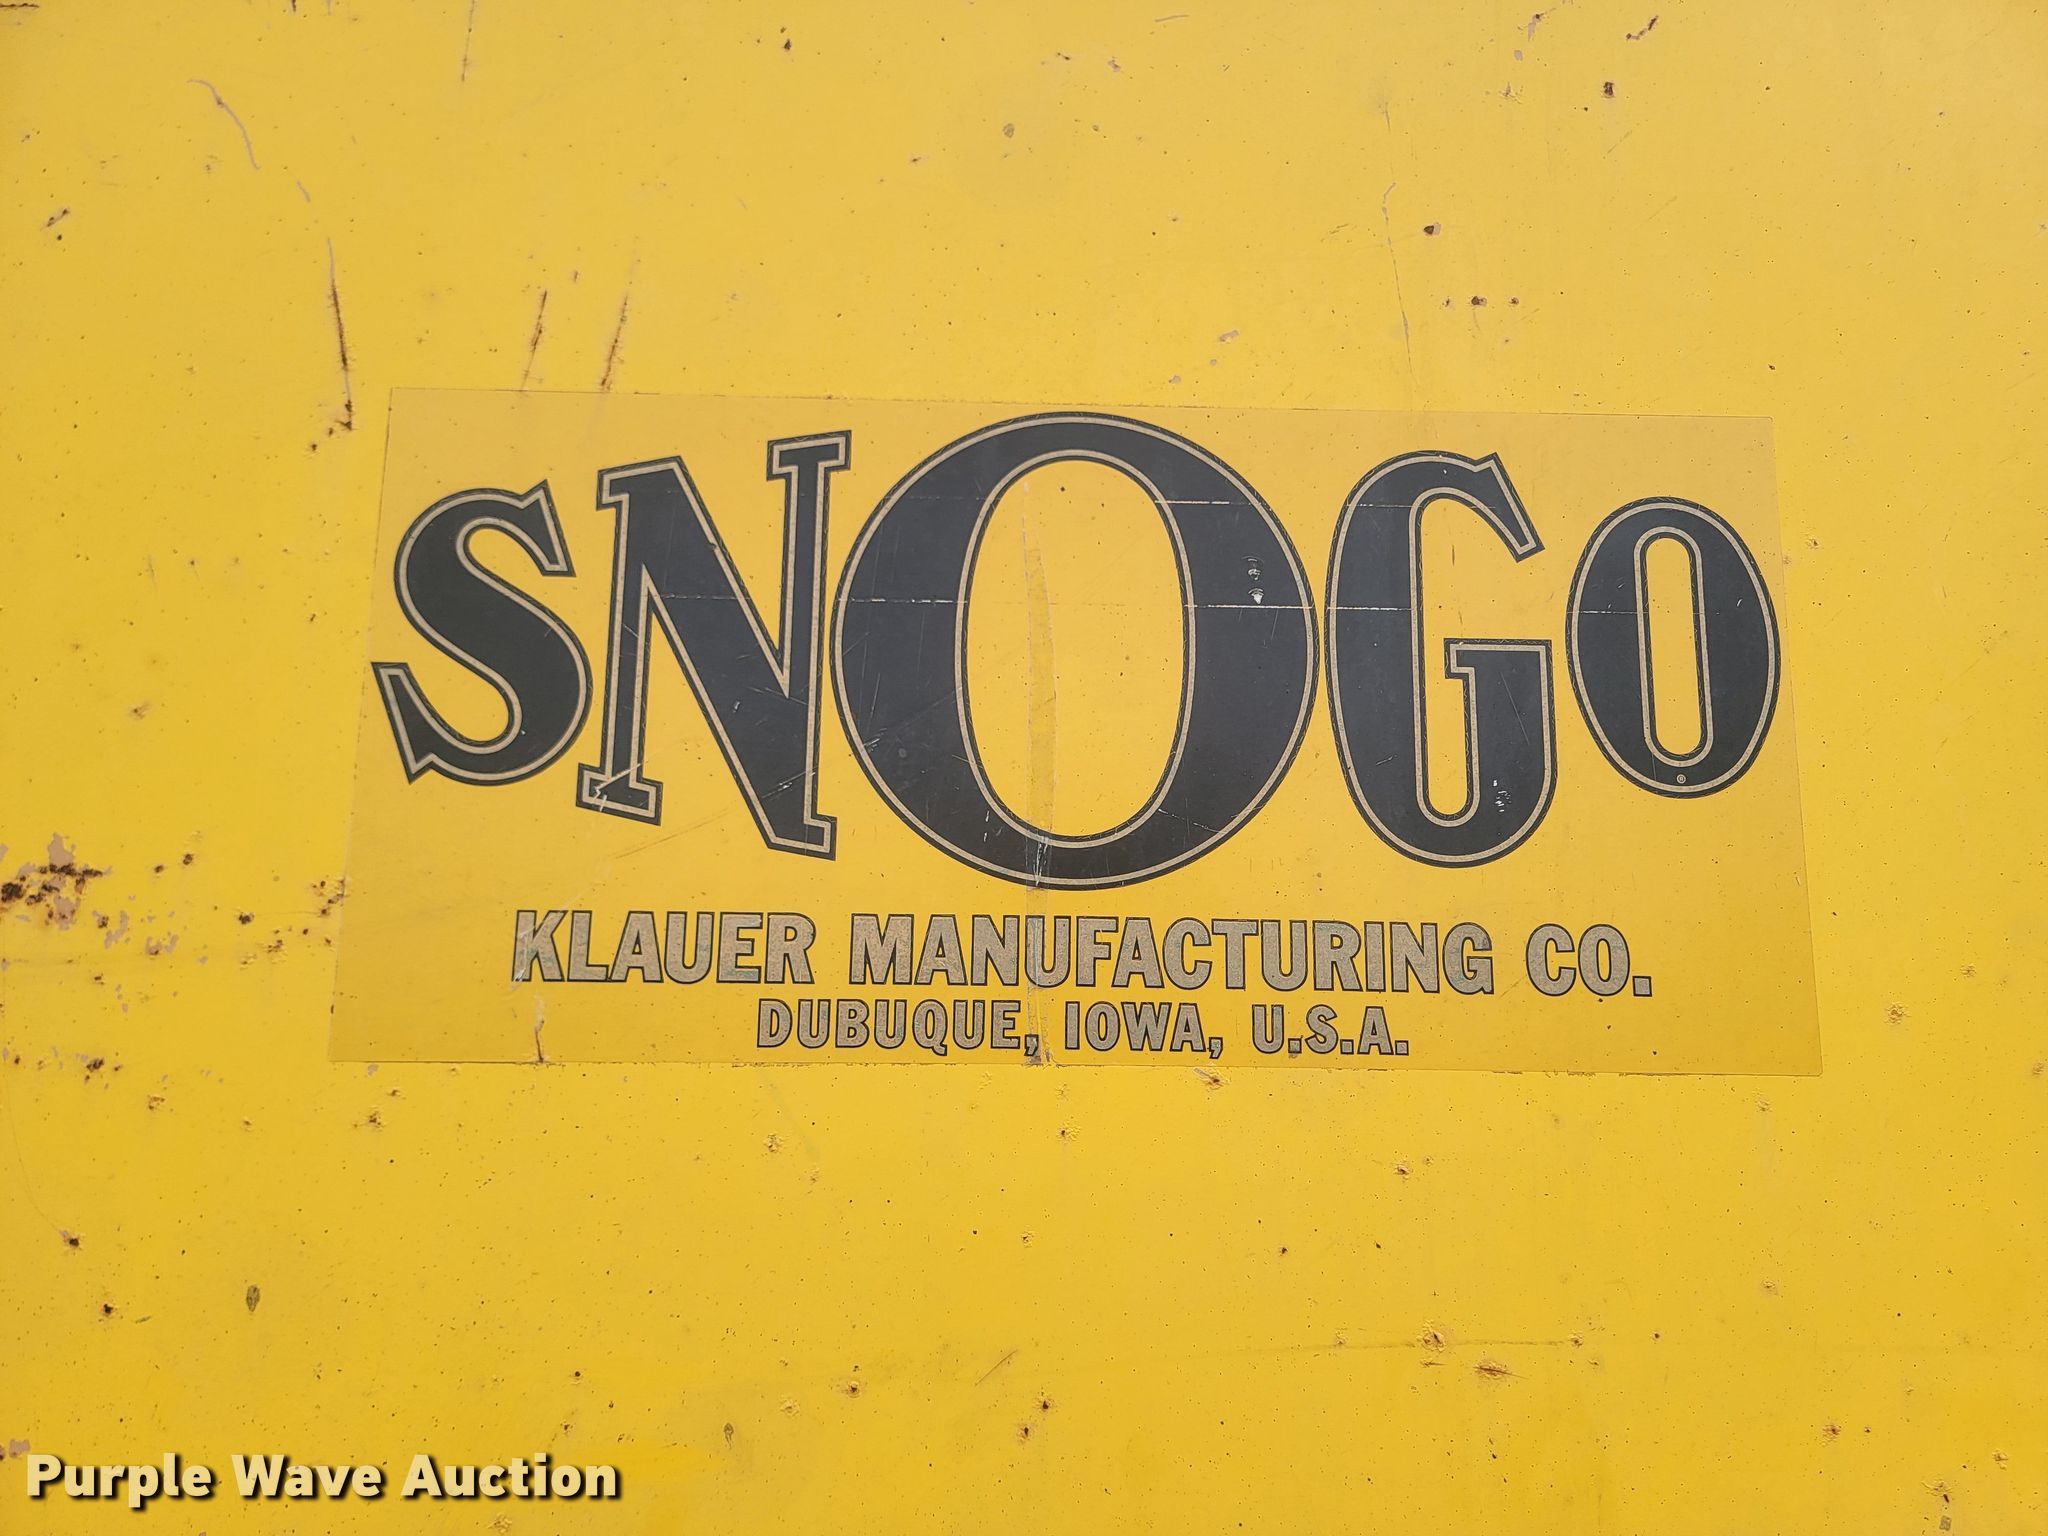 SNOGO ®
KLAUER MANUFACTURING CO.
DUBUQUE, IOWA, U.S.A.
Purple Wave Auction